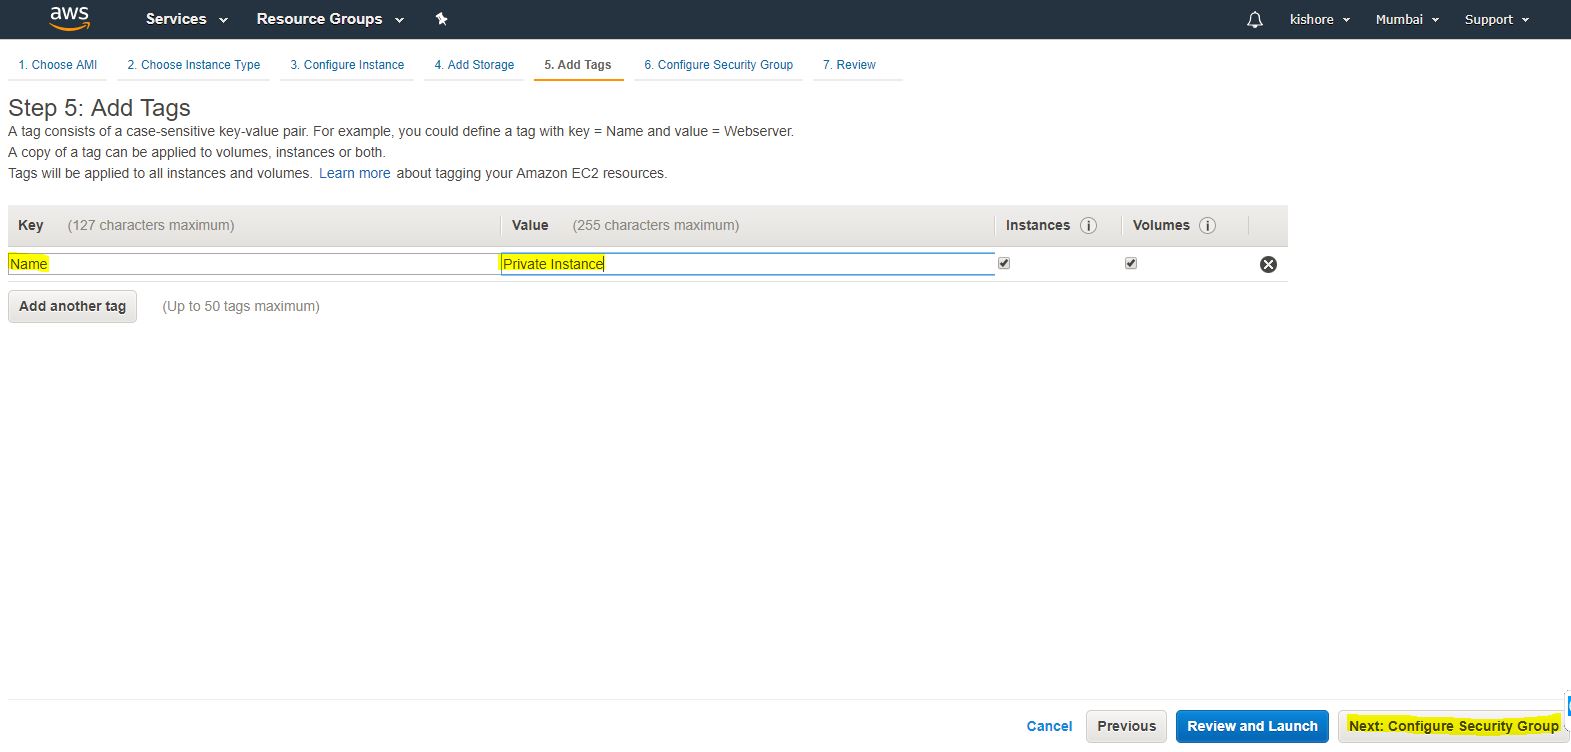 aws Services Resource Groups kishore Mumbai Support
1. Choose AMI 2. Choose Instance Type 3. Configure Instance 4. Add Storage 5. Add Tags 6. Configure Security Group 7. Review
Step 5: Add Tags
A tag consists of a case-sensitive key-value pair. For example, you could define a tag with key = Name and value = Webserver.
A copy of a tag can be applied to volumes, instances or both.
Tags will be applied to all instances and volumes. Learn more about tagging your Amazon EC2 resources.
Key (127 characters maximum) Value (255 characters maximum) Instances i Volumes i
Name Private Instance
Add another tag (Up to 50 tags maximum)
Cancel Previous Review and Launch Next: Configure Security Group